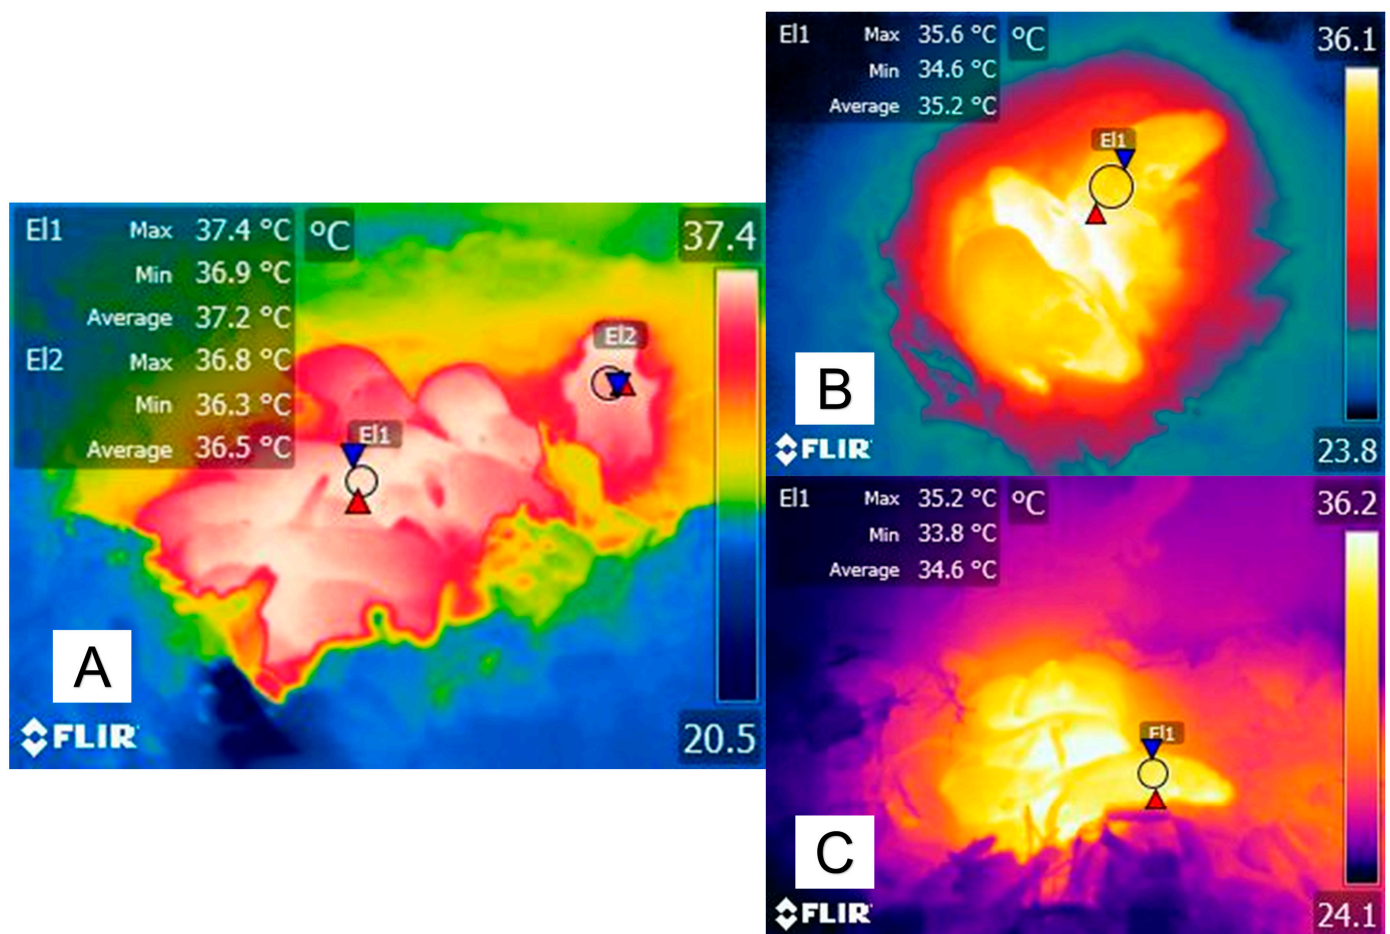 El1 Max 37.4 °C °C 37.4
Min 36.9 °C
Average 37.2 °C
El2 Max 36.8 °C
Min 36.3 °C
Average 36.5 °C
El2
El1
A
FLIR 20.5
El1 Max 35.6 °C °C 36.1
Min 34.6 °C
Average 35.2 °C
El1
B
FLIR 23.8
El1 Max 35.2 °C °C 36.2
Min 33.8 °C
Average 34.6 °C
El1
C
FLIR 24.1